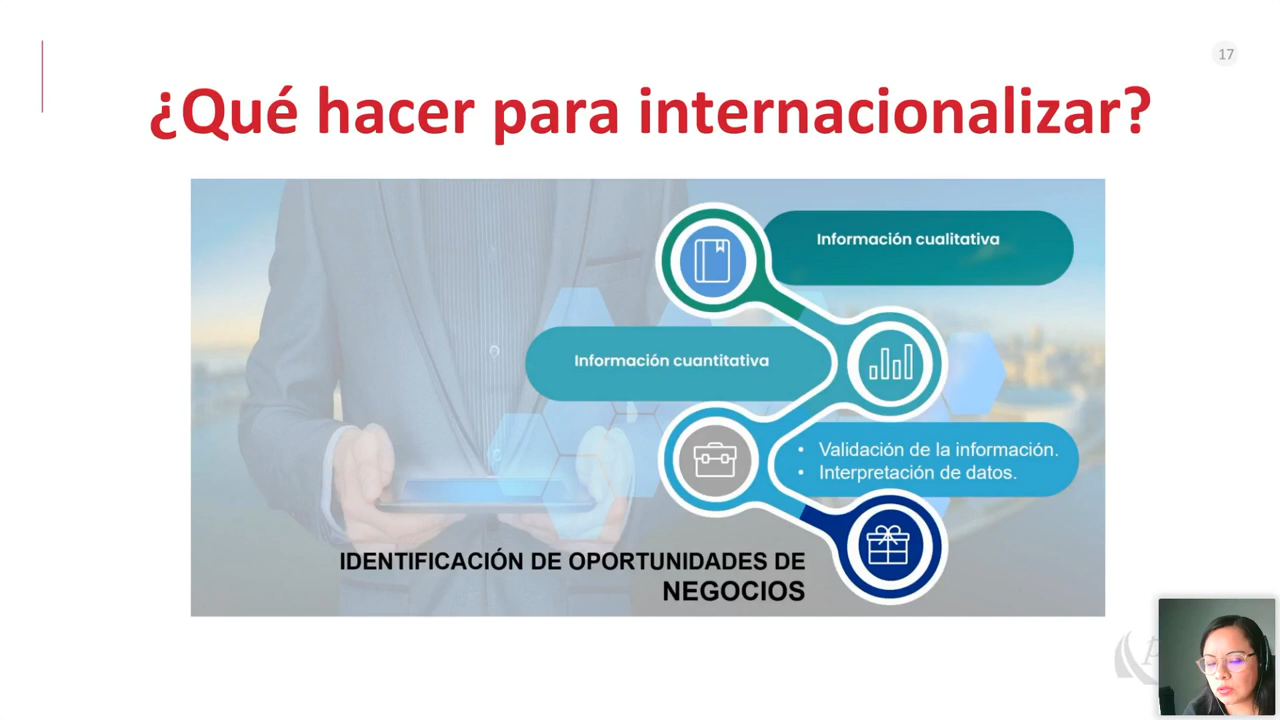 17
¿Qué hacer para internacionalizar?
Información cualitativa
Información cuantitativa
• Validación de la información.
• Interpretación de datos.
IDENTIFICACIÓN DE OPORTUNIDADES DE
NEGOCIOS